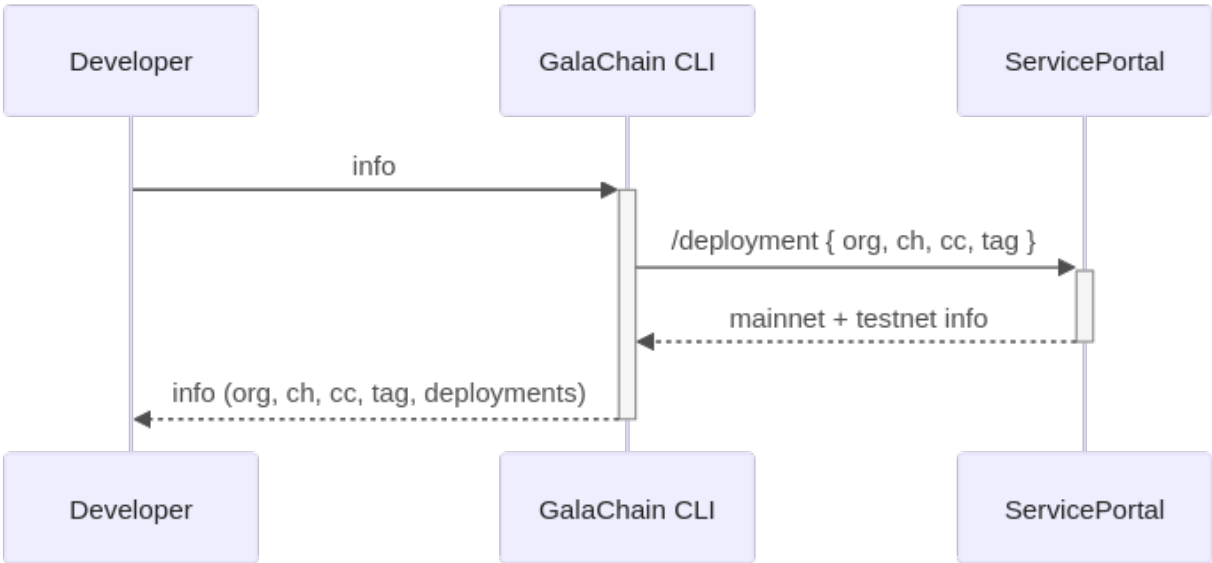 Developer
GalaChain CLI
ServicePortal
info
/deployment { org, ch, cc, tag }
mainnet + testnet info
info (org, ch, cc, tag, deployments)
Developer
GalaChain CLI
ServicePortal